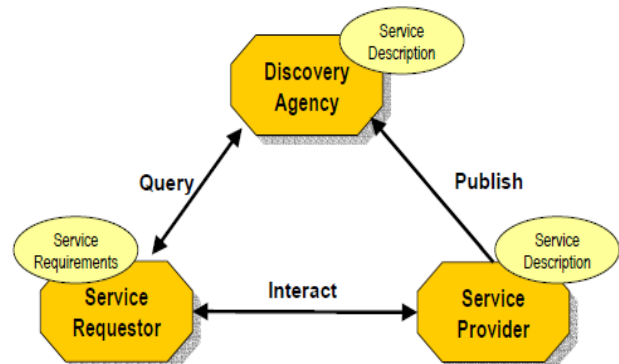 Service
Description
Discovery
Agency
Query
Publish
Service
Requirements
Service
Description
Interact
Service
Requestor
Service
Provider